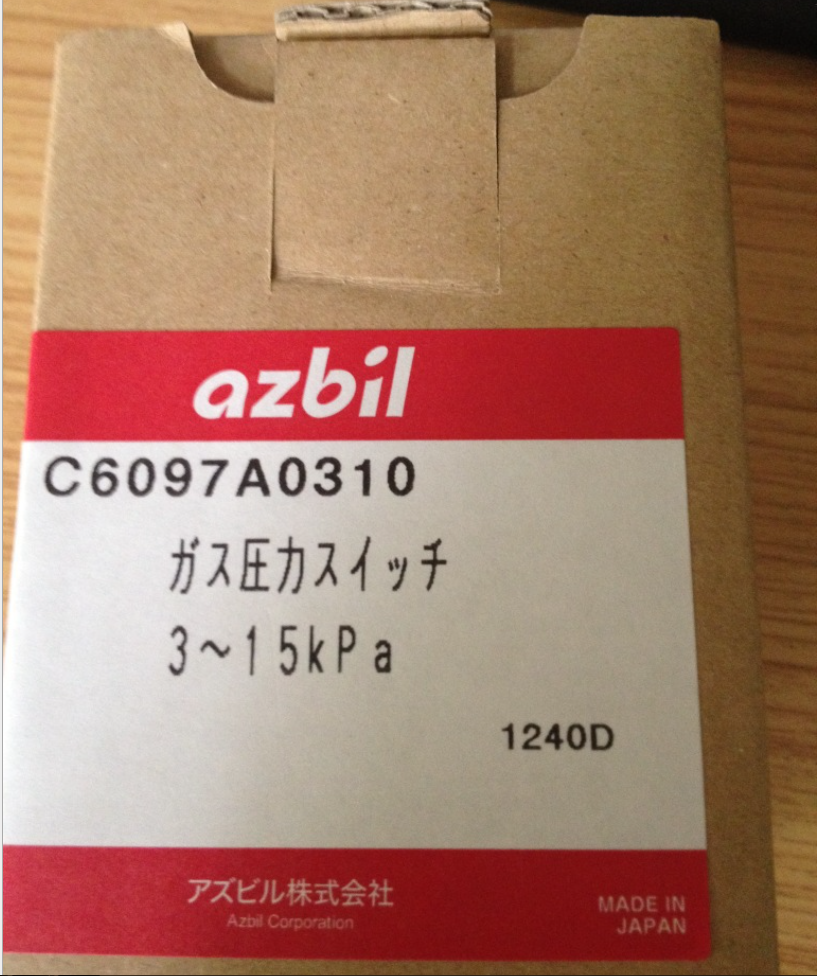 azbil
C6097A0310
ガス圧力スイッチ
3～15kPa
1240D
アズビル株式会社
Azbil Corporation
MADE IN
JAPAN